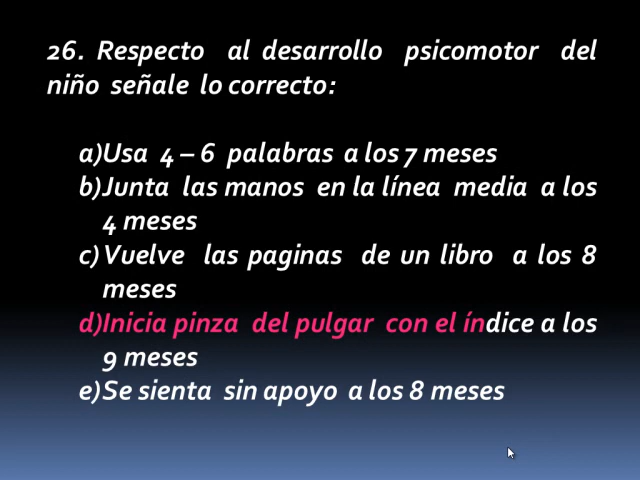 26. Respecto al desarrollo psicomotor del
niño señale lo correcto:
a)Usa 4 – 6 palabras a los 7 meses
b)Junta las manos en la línea media a los
4 meses
c) Vuelve las paginas de un libro a los 8
meses
d)Inicia pinza del pulgar con el índice a los
9 meses
e)Se sienta sin apoyo a los 8 meses